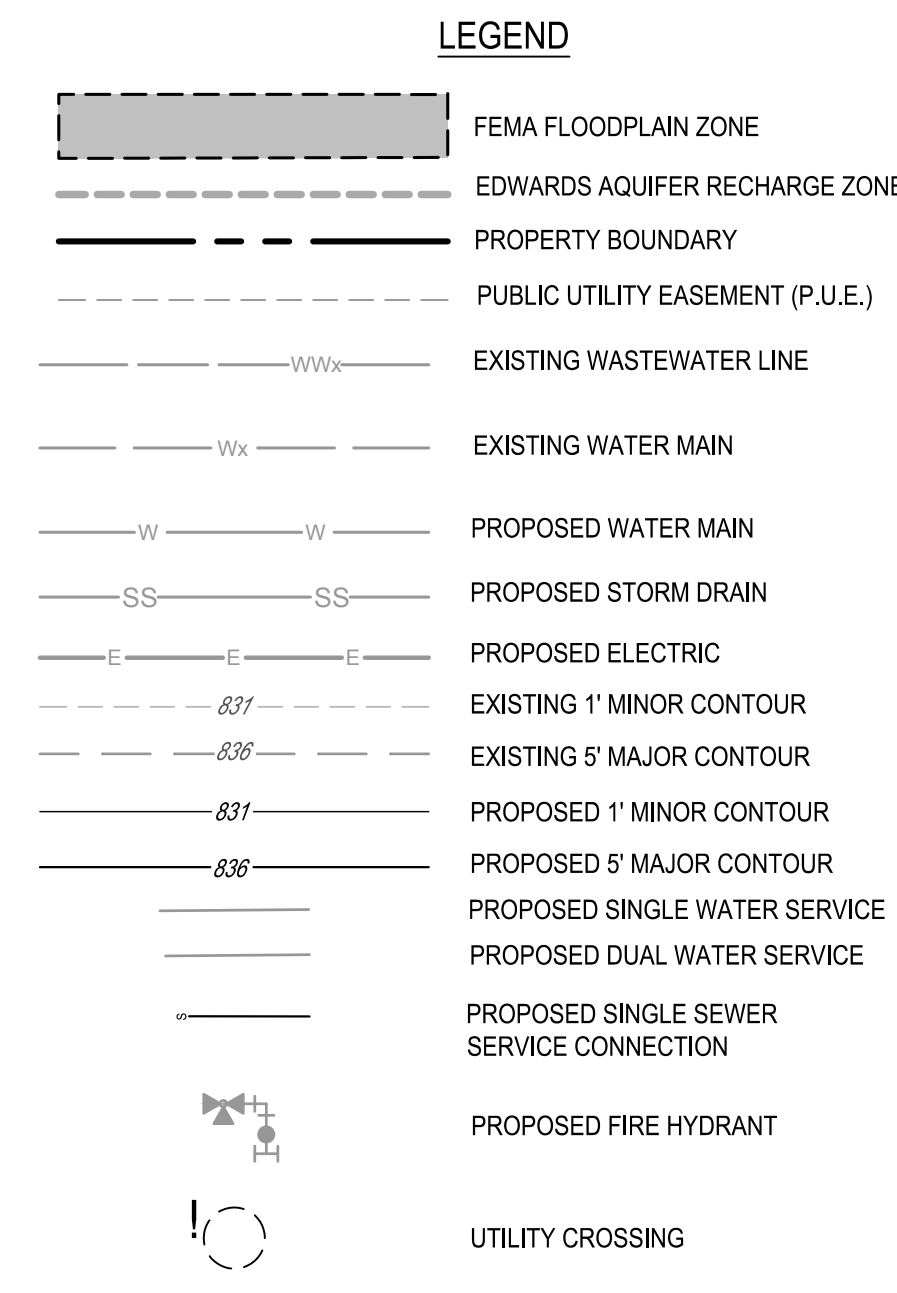 LEGEND
FEMA FLOODPLAIN ZONE
EDWARDS AQUIFER RECHARGE ZONE
PROPERTY BOUNDARY
PUBLIC UTILITY EASEMENT (P.U.E.)
WWx EXISTING WASTEWATER LINE
Wx EXISTING WATER MAIN
W W PROPOSED WATER MAIN
SS SS PROPOSED STORM DRAIN
E E E PROPOSED ELECTRIC
831 EXISTING 1' MINOR CONTOUR
836 EXISTING 5' MAJOR CONTOUR
831 PROPOSED 1' MINOR CONTOUR
836 PROPOSED 5' MAJOR CONTOUR
PROPOSED SINGLE WATER SERVICE
PROPOSED DUAL WATER SERVICE
S PROPOSED SINGLE SEWER
SERVICE CONNECTION
PROPOSED FIRE HYDRANT
! UTILITY CROSSING